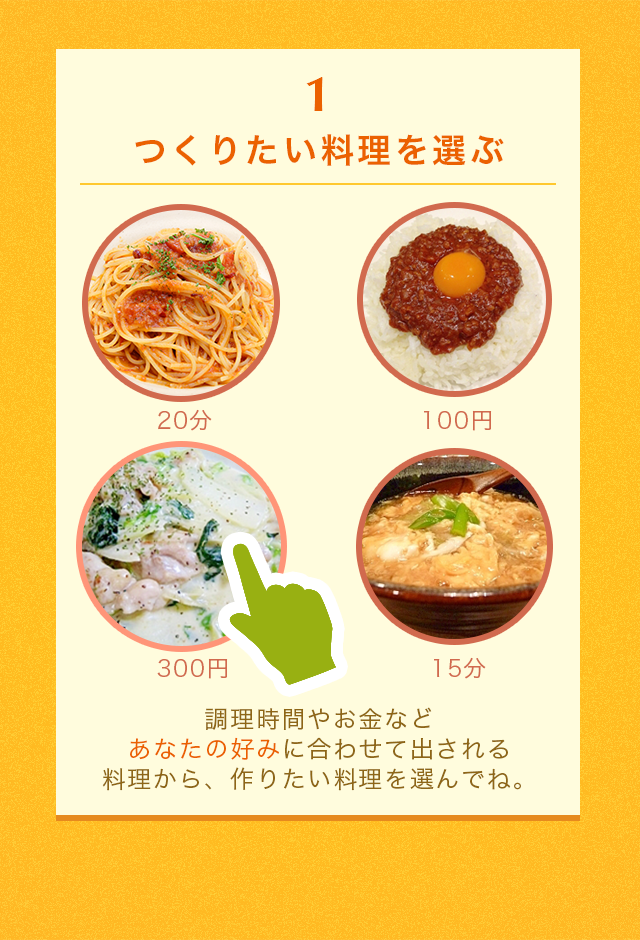 1
つくりたい料理を選ぶ
20分
100円
300円
15分
調理時間やお金など
あなたの好みに合わせて出される
料理から、作りたい料理を選んでね。